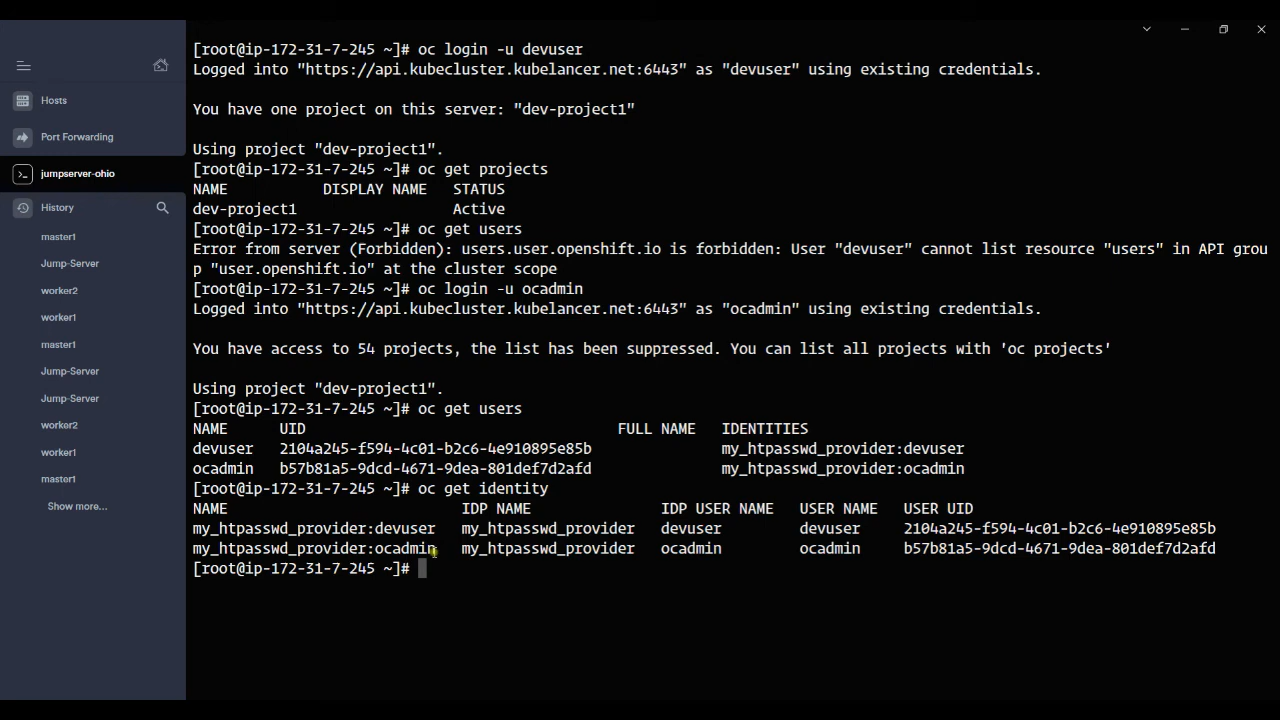 Hosts
Port Forwarding
jumpserver-ohio
History
master1
Jump-Server
worker2
worker1
master1
Jump-Server
Jump-Server
worker2
worker1
master1
Show more...
[root@ip-172-31-7-245 ~]# oc login -u devuser
Logged into "https://api.kubecluster.kubelancer.net:6443" as "devuser" using existing credentials.
You have one project on this server: "dev-project1"
Using project "dev-project1".
[root@ip-172-31-7-245 ~]# oc get projects
NAME DISPLAY NAME STATUS
dev-project1 Active
[root@ip-172-31-7-245 ~]# oc get users
Error from server (Forbidden): users.user.openshift.io is forbidden: User "devuser" cannot list resource "users" in API grou
p "user.openshift.io" at the cluster scope
[root@ip-172-31-7-245 ~]# oc login -u ocadmin
Logged into "https://api.kubecluster.kubelancer.net:6443" as "ocadmin" using existing credentials.
You have access to 54 projects, the list has been suppressed. You can list all projects with 'oc projects'
Using project "dev-project1".
[root@ip-172-31-7-245 ~]# oc get users
NAME UID FULL NAME IDENTITIES
devuser 2104a245-f594-4c01-b2c6-4e910895e85b my_htpasswd_provider:devuser
ocadmin b57b81a5-9dcd-4671-9dea-801def7d2afd my_htpasswd_provider:ocadmin
[root@ip-172-31-7-245 ~]# oc get identity
NAME IDP NAME IDP USER NAME USER NAME USER UID
my_htpasswd_provider:devuser my_htpasswd_provider devuser devuser 2104a245-f594-4c01-b2c6-4e910895e85b
my_htpasswd_provider:ocadmin my_htpasswd_provider ocadmin ocadmin b57b81a5-9dcd-4671-9dea-801def7d2afd
[root@ip-172-31-7-245 ~]#